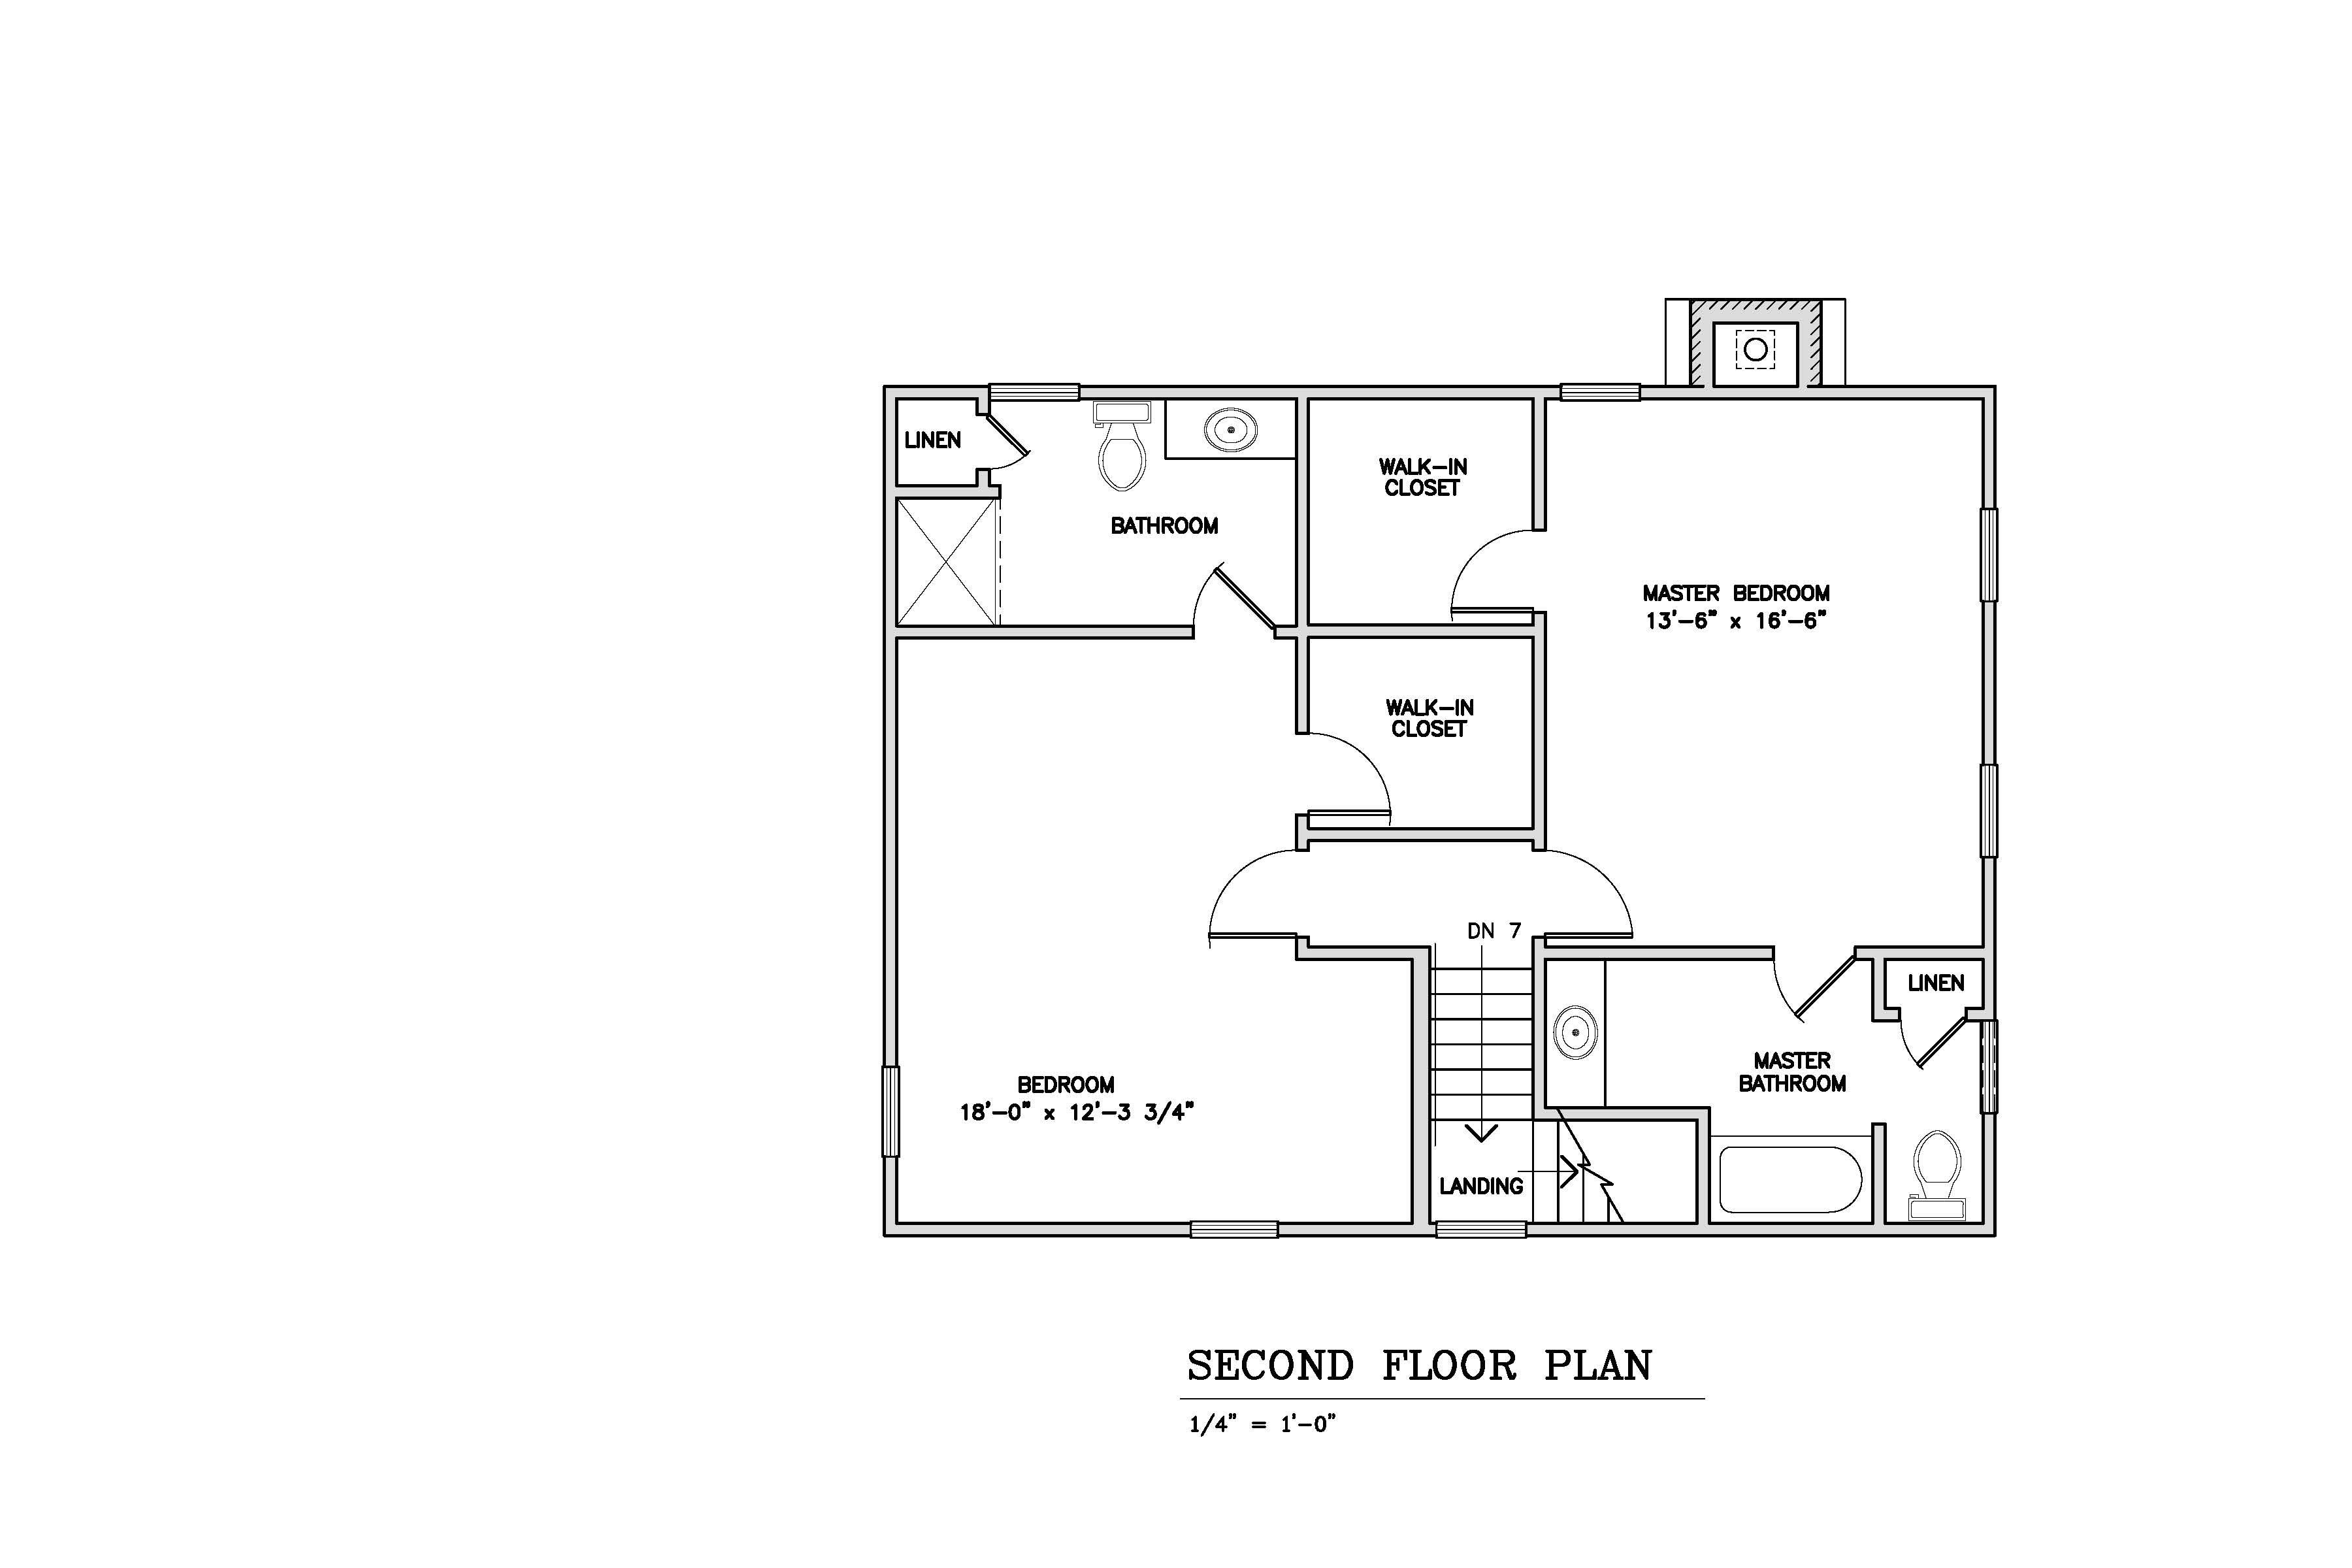 LINEN
BATHROOM
WALK-IN
CLOSET
MASTER BEDROOM
13'-6" x 16'-6"
WALK-IN
CLOSET
DN 7
LINEN
MASTER
BATHROOM
BEDROOM
18'-0" x 12'-3 3/4"
LANDING
SECOND FLOOR PLAN
1/4" = 1'-0"